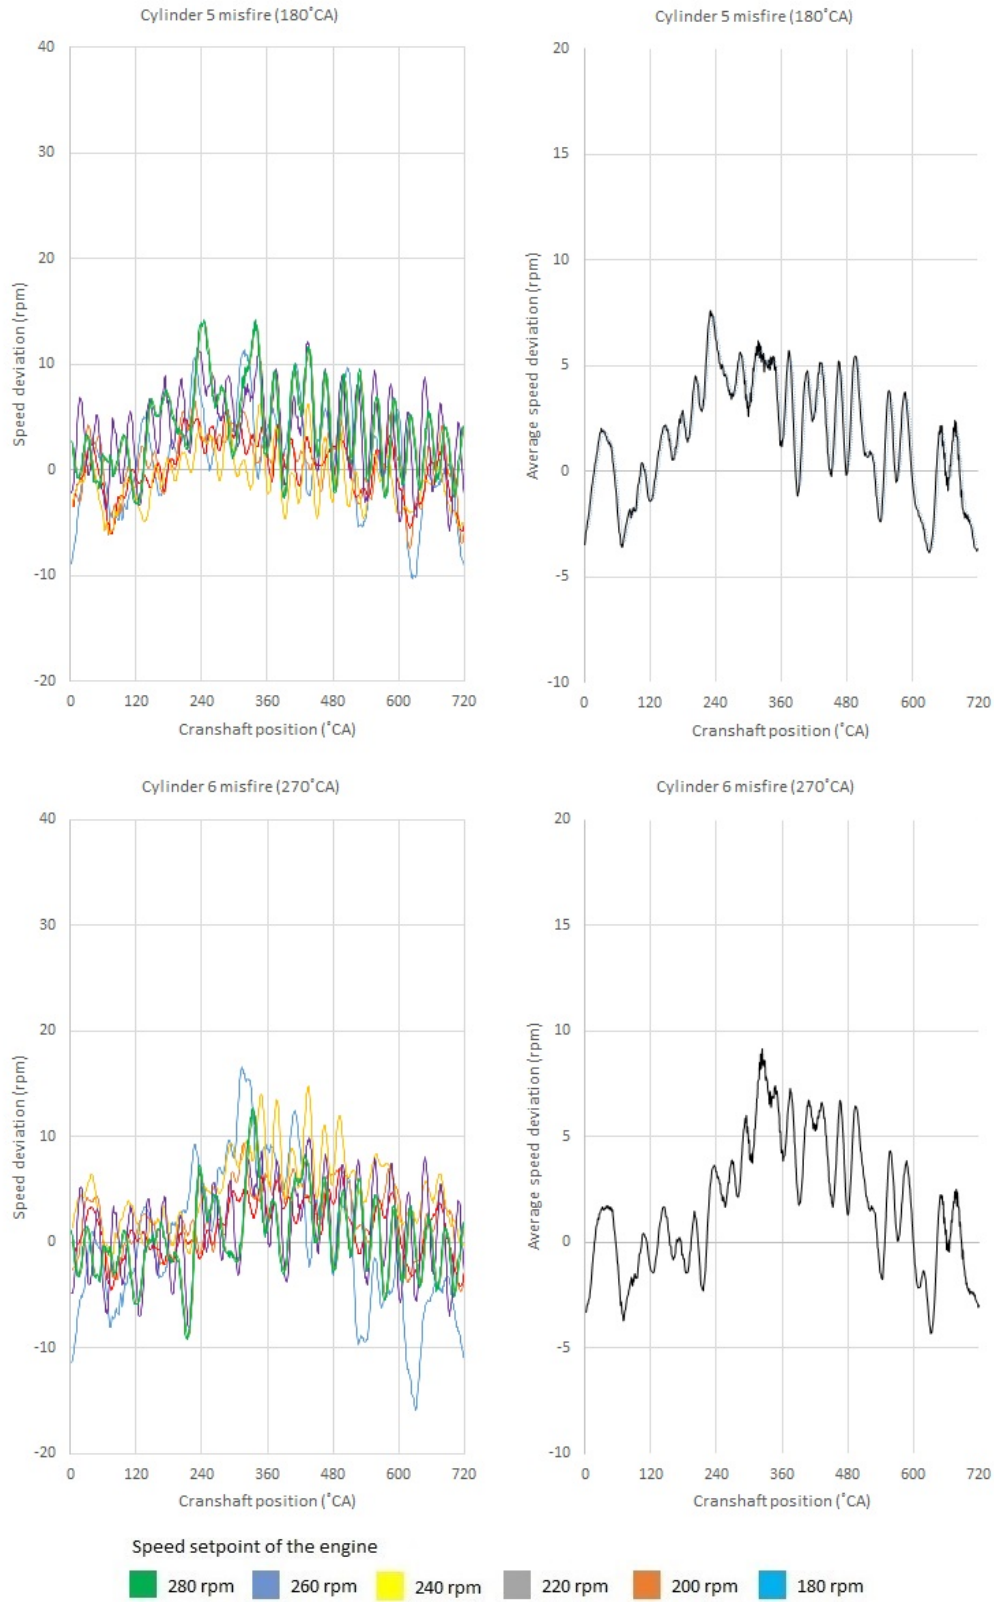 Cylinder 5 misfire (180˚CA)
Cylinder 5 misfire (180˚CA)
40
30
20
10
0
-10
-20
Speed deviation (rpm)
0 120 240 360 480 600 720
Crankshaft position (˚CA)
20
15
10
5
0
-5
-10
Average speed deviation (rpm)
0 120 240 360 480 600 720
Crankshaft position (˚CA)
Cylinder 6 misfire (270˚CA)
Cylinder 6 misfire (270˚CA)
40
30
20
10
0
-10
-20
Speed deviation (rpm)
0 120 240 360 480 600 720
Crankshaft position (˚CA)
20
15
10
5
0
-5
-10
Average speed deviation (rpm)
0 120 240 360 480 600 720
Crankshaft position (˚CA)
Speed setpoint of the engine
280 rpm 260 rpm 240 rpm 220 rpm 200 rpm 180 rpm